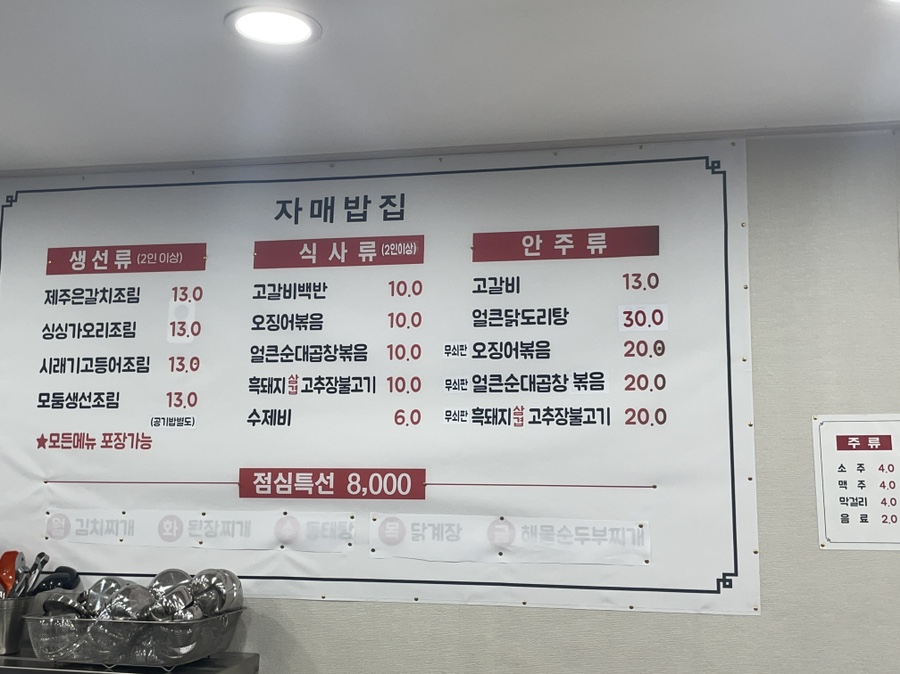 자매밥집
생선류 (2인 이상)
제주은갈치조림 13.0
싱싱가오리조림 13.0
시래기고등어조림 13.0
모둠생선조림 13.0
(공기밥별도)
★모든메뉴 포장가능
식사류 (2인이상)
고갈비백반 10.0
오징어볶음 10.0
얼큰순대곱창볶음 10.0
흑돼지삼겹 고추장불고기 10.0
수제비 6.0
안주류
고갈비 13.0
얼큰닭도리탕 30.0
무쇠판 오징어볶음 20.0
무쇠판 얼큰순대곱창 볶음 20.0
무쇠판 흑돼지삼겹 고추장불고기 20.0
점심특선 8,000
월 김치찌개 화 된장찌개 수 동태탕 목 닭계장 금 해물순두부찌개
주류
소주 4.0
맥주 4.0
막걸리 4.0
음료 2.0